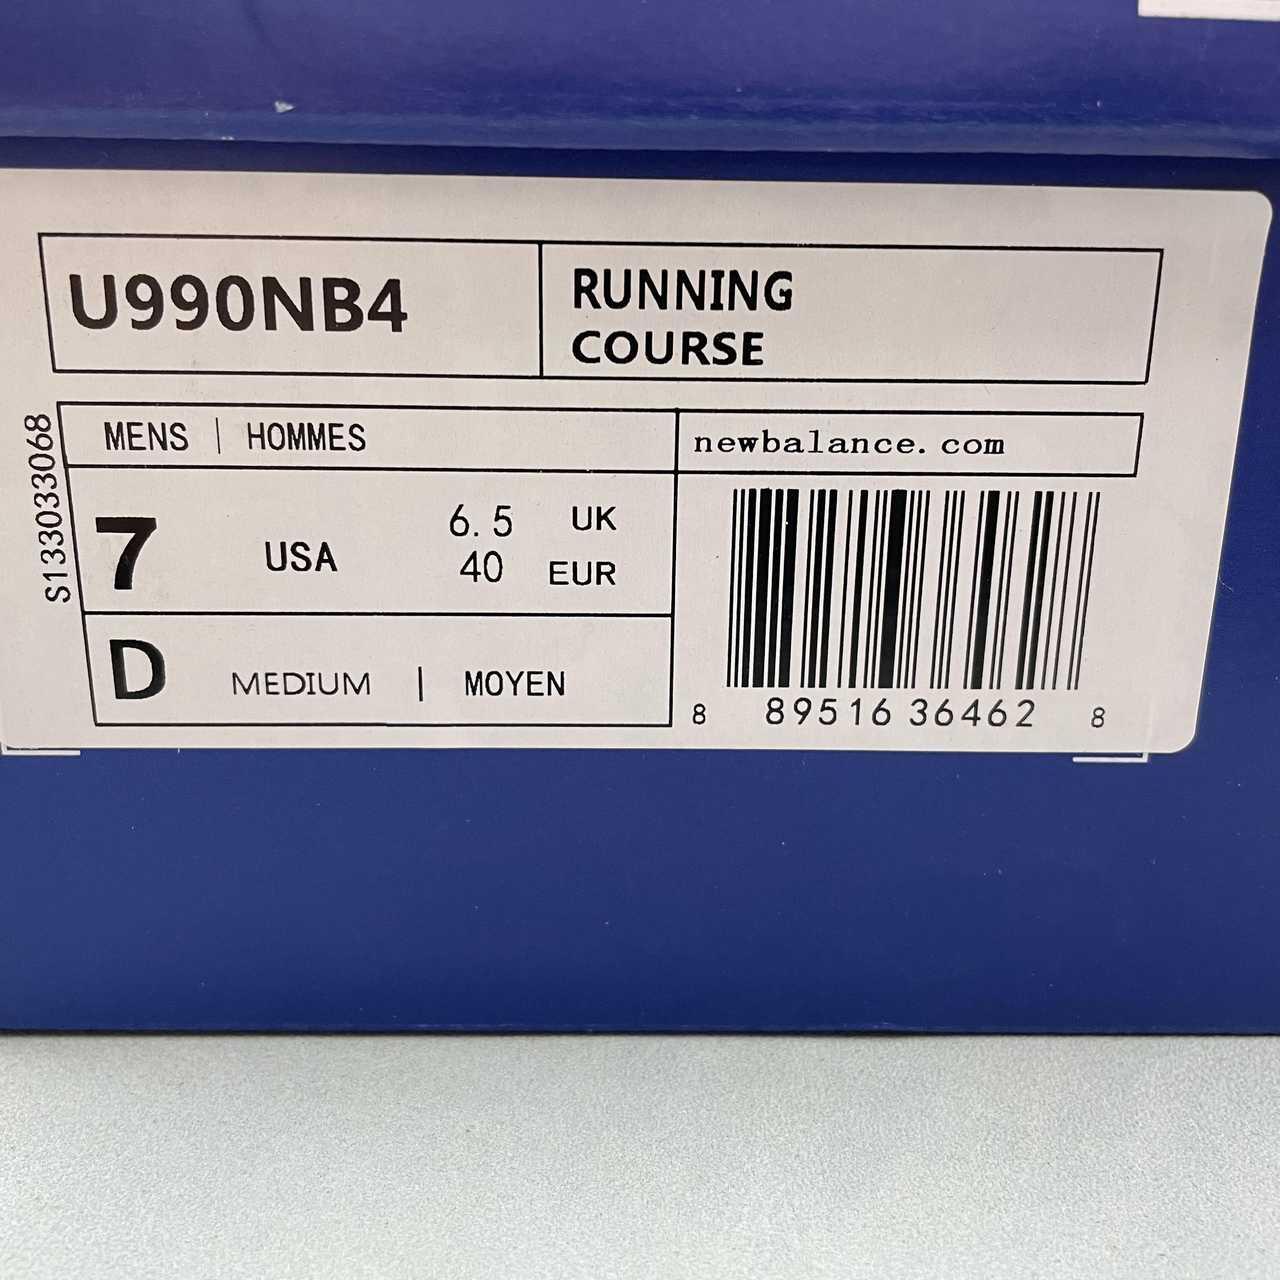 U990NB4
RUNNING
COURSE
MENS | HOMMES
newbalance.com
S133033068
7 USA
6.5 UK
40 EUR
D MEDIUM | MOYEN
8 89516 36462 8